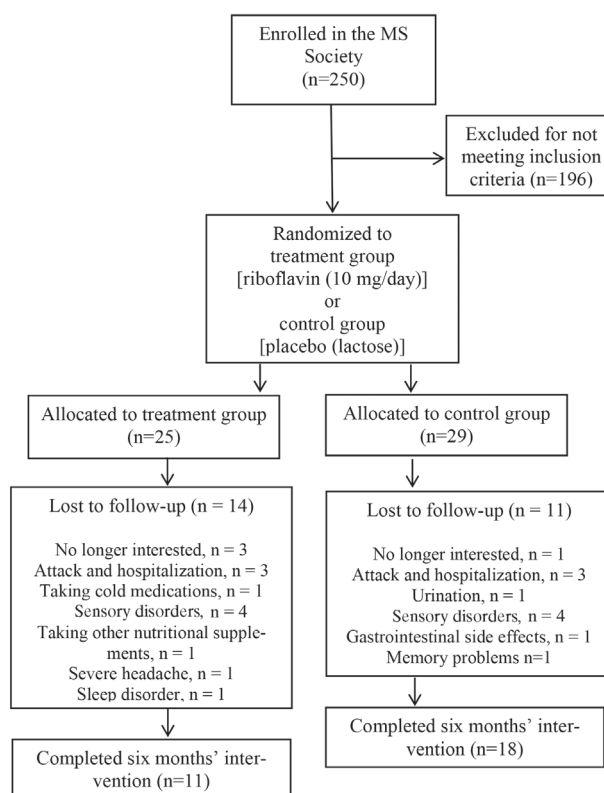 Enrolled in the MS
Society
(n=250)
Excluded for not
meeting inclusion
criteria (n=196)
Randomized to
treatment group
[riboflavin (10 mg/day)]
or
control group
[placebo (lactose)]
Allocated to treatment group
(n=25)
Allocated to control group
(n=29)
Lost to follow-up (n = 14)
No longer interested, n = 3
Attack and hospitalization, n = 3
Taking cold medications, n = 1
Sensory disorders, n = 4
Taking other nutritional supple-
ments, n = 1
Severe headache, n = 1
Sleep disorder, n = 1
Lost to follow-up (n = 11)
No longer interested, n = 1
Attack and hospitalization, n = 3
Urination, n = 1
Sensory disorders, n = 4
Gastrointestinal side effects, n = 1
Memory problems n=1
Completed six months’ inter-
vention (n=11)
Completed six months’ inter-
vention (n=18)